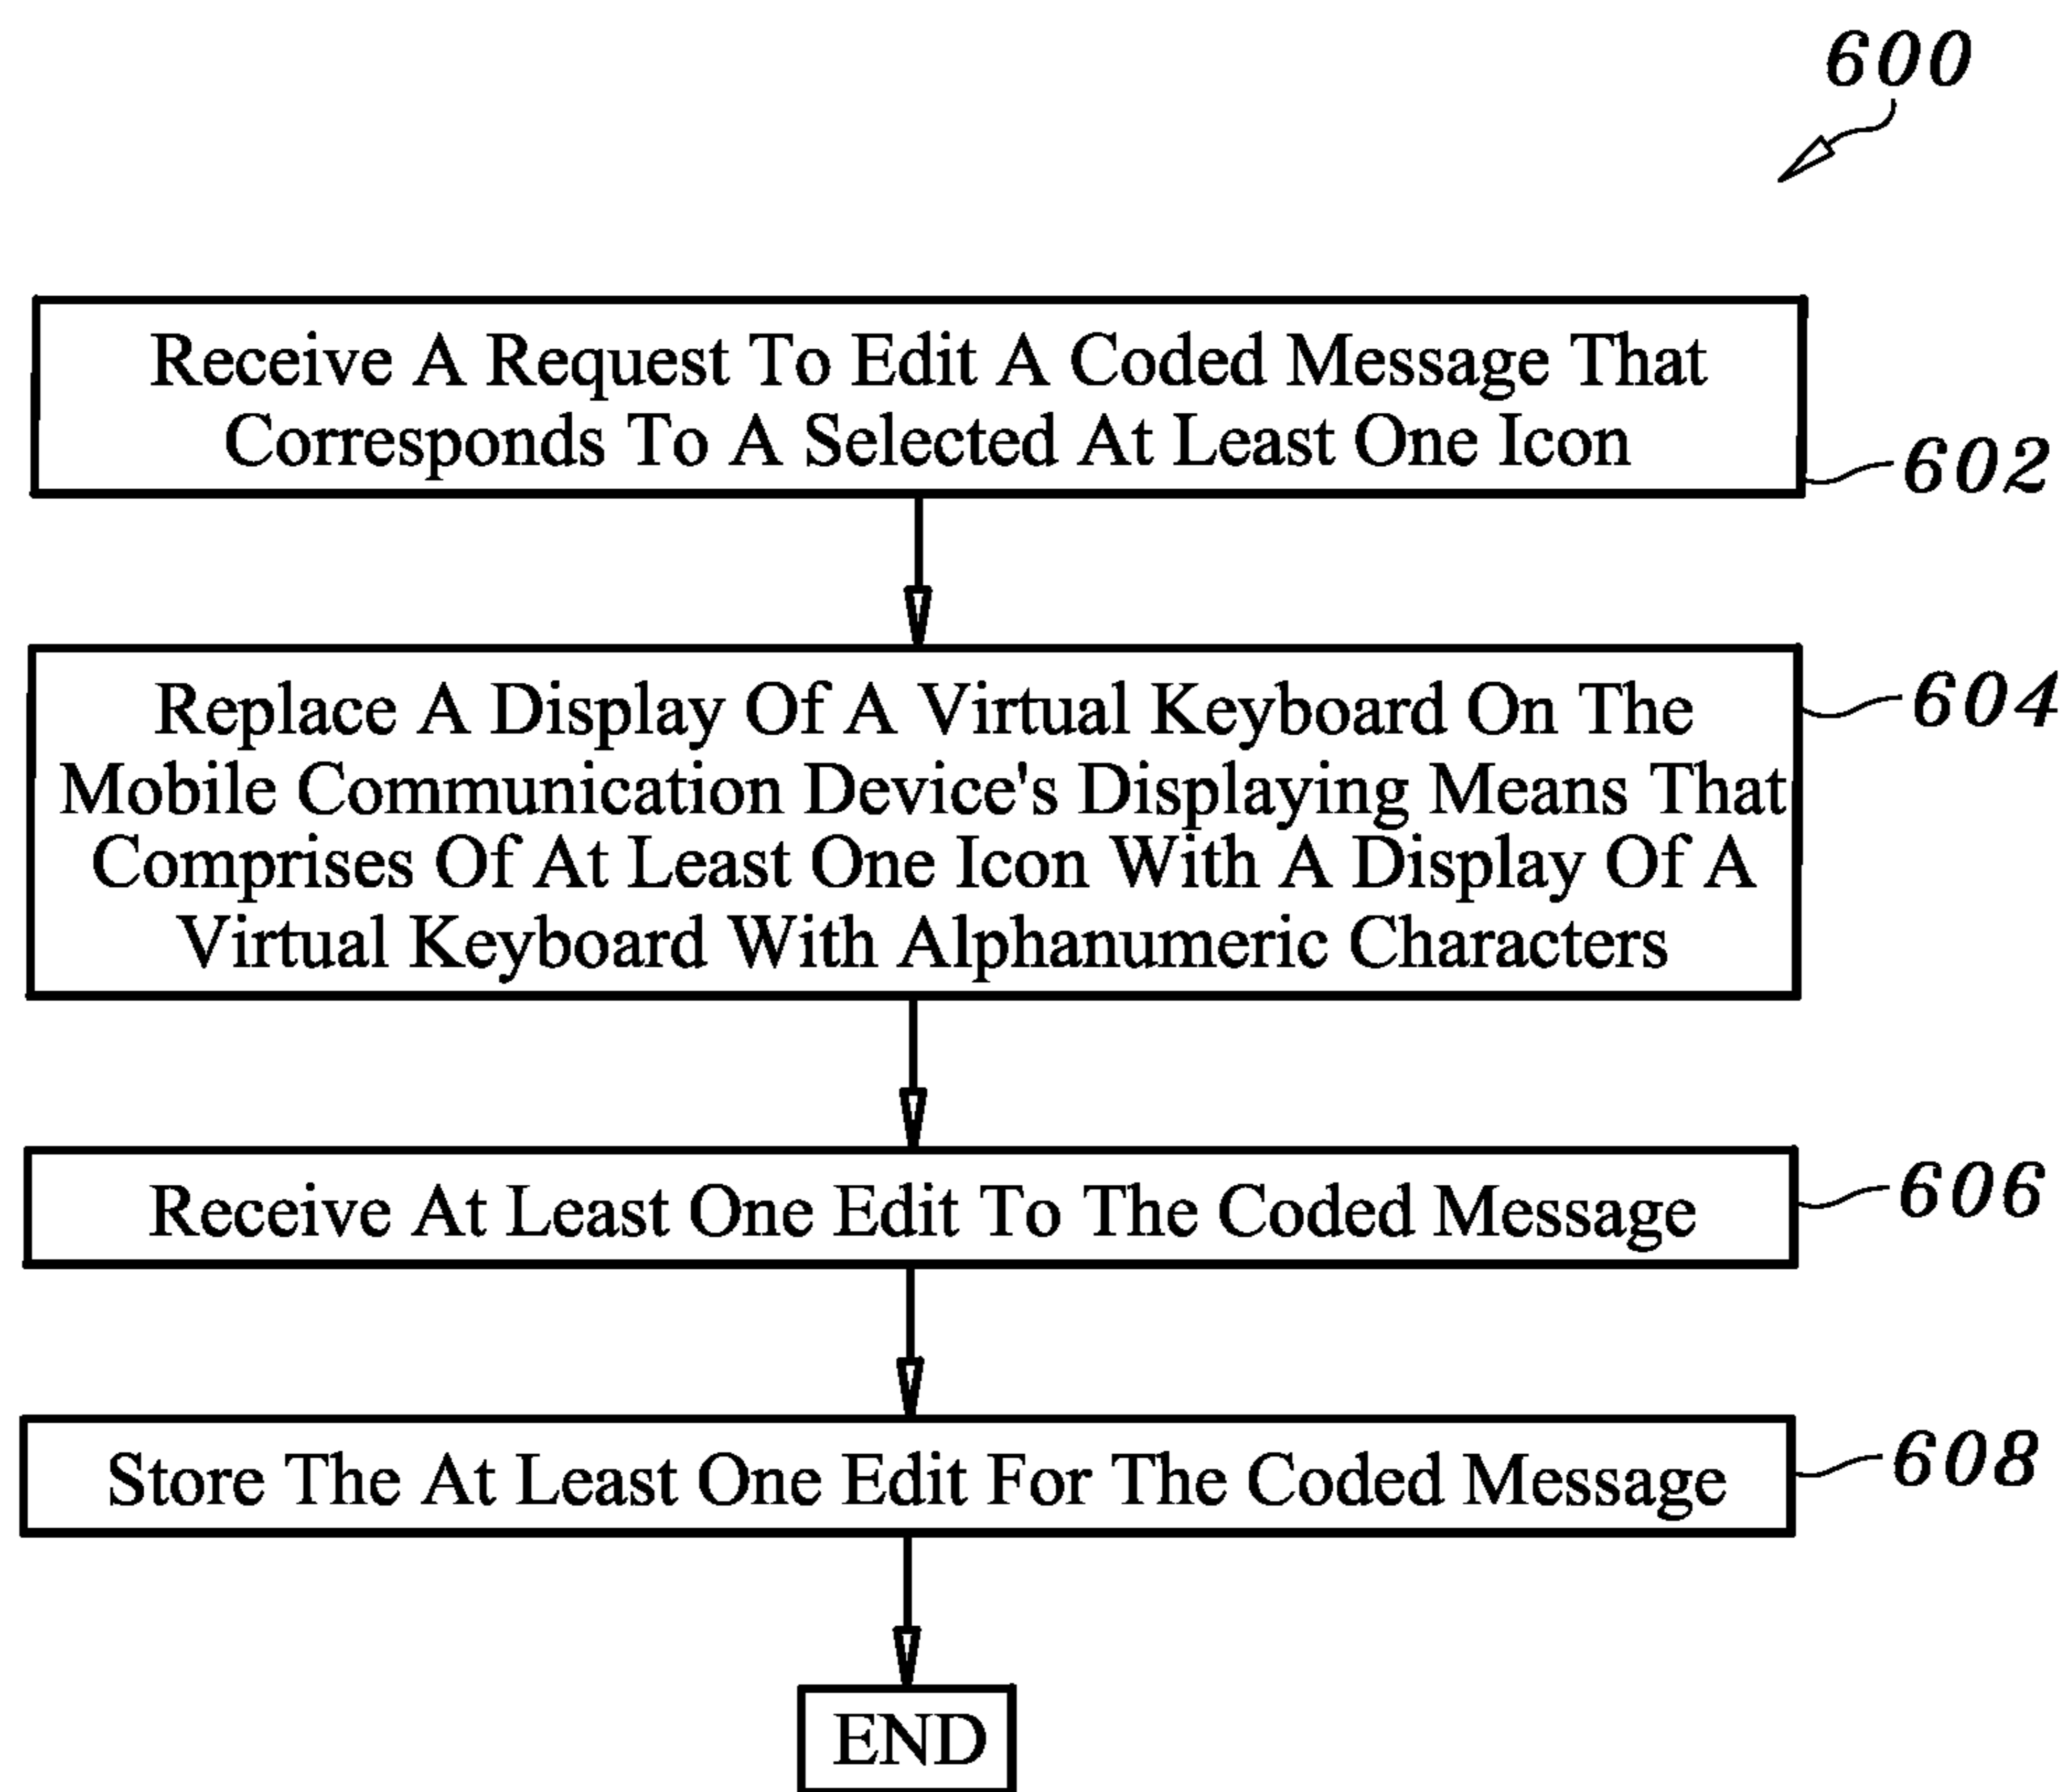 600
Receive A Request To Edit A Coded Message That
Corresponds To A Selected At Least One Icon
602
Replace A Display Of A Virtual Keyboard On The
604
Mobile Communication Device's Displaying Means That
Comprises Of At Least One Icon With A Display Of A
Virtual Keyboard With Alphanumeric Characters
Receive At Least One Edit To The Coded Message
606
Store The At Least One Edit For The Coded Message
608
END